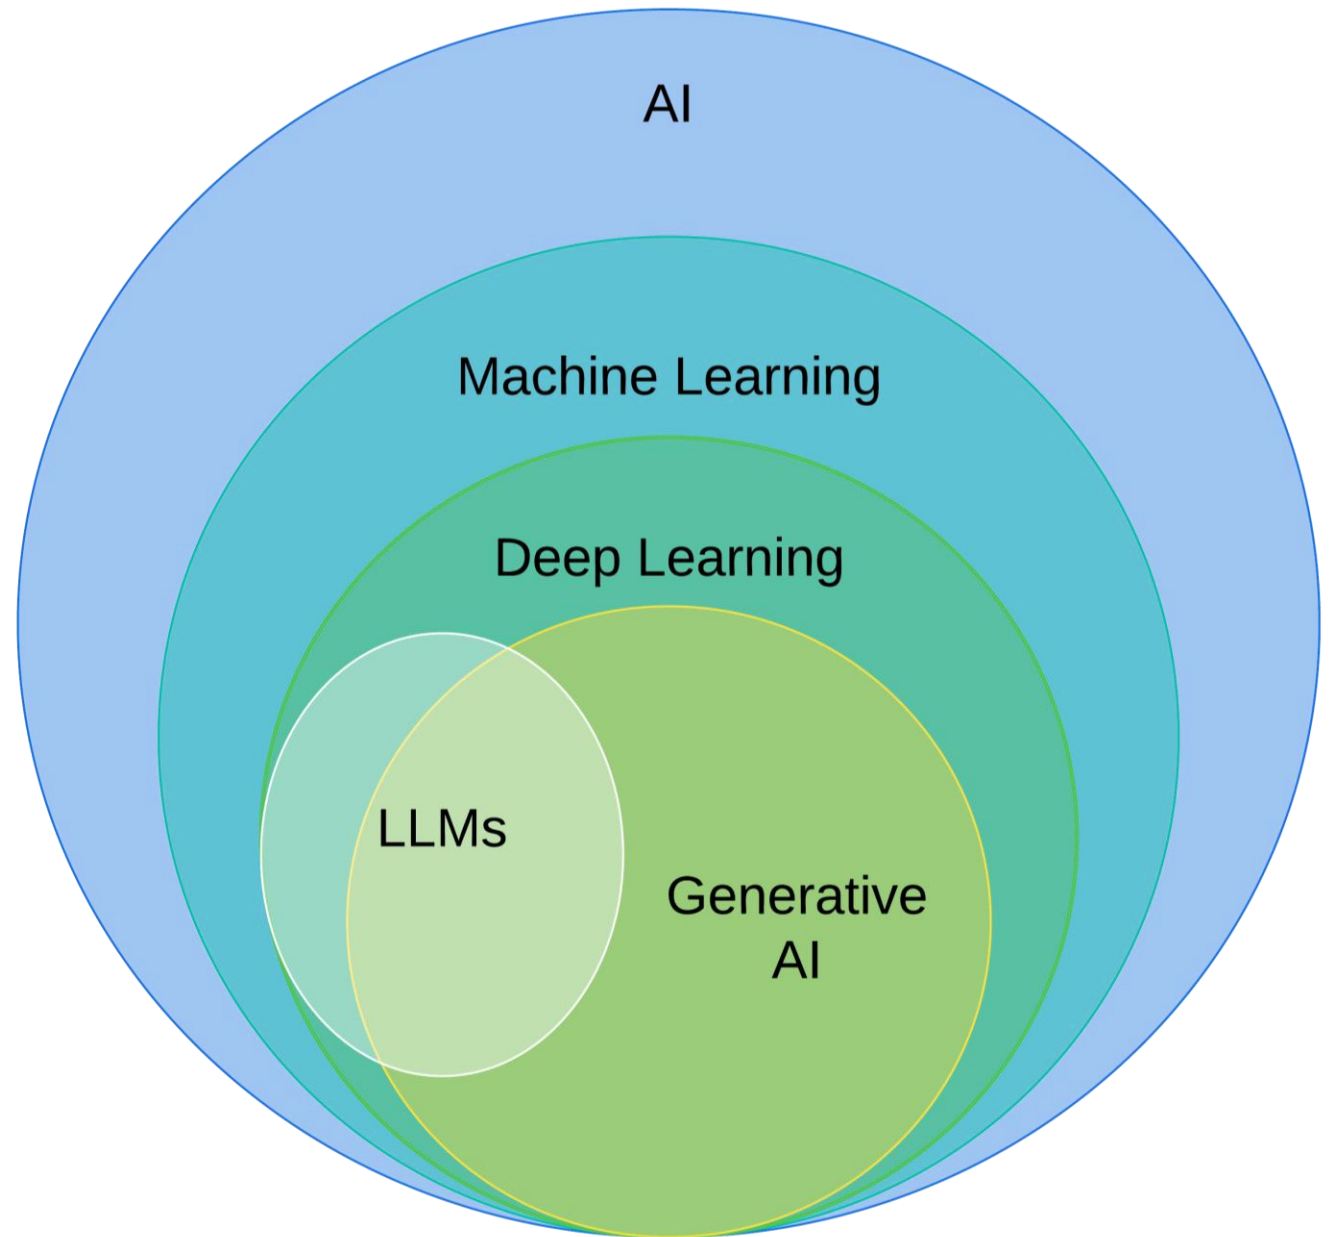 AI
Machine Learning
Deep Learning
LLMs
Generative
AI